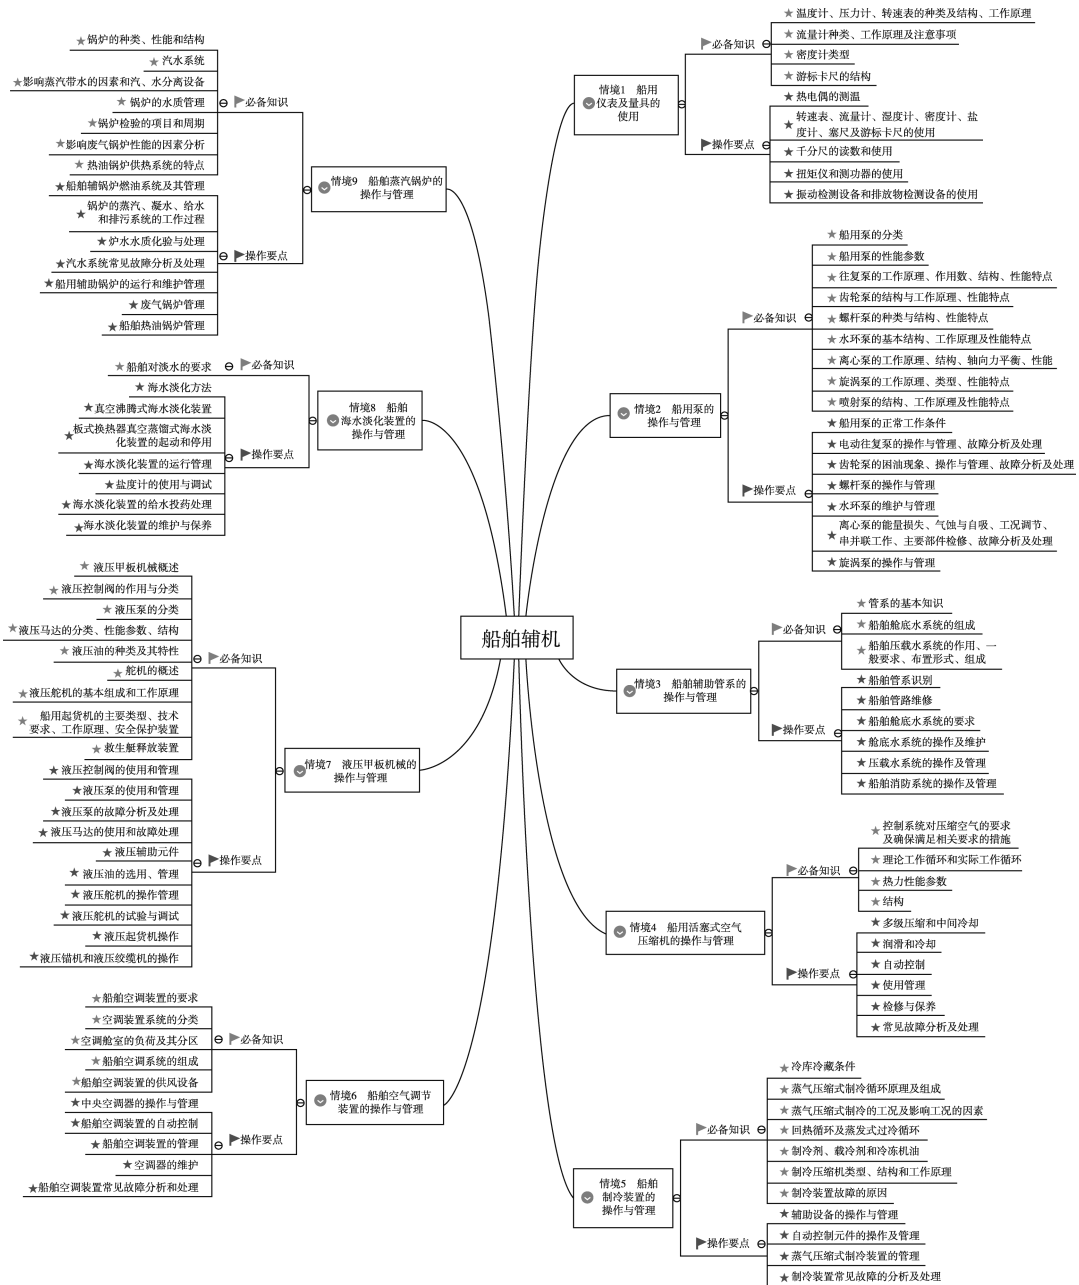 船舶辅机
情境1 船用
仪表及量具的
使用
必备知识
★ 温度计、压力计、转速表的种类及结构、工作原理
★ 流量计种类、工作原理及注意事项
★ 密度计类型
★ 游标卡尺的结构
操作要点
★ 热电偶的测温
★ 转速表、流量计、湿度计、密度计、盐
度计、塞尺及游标卡尺的使用
★ 千分尺的读数和使用
★ 扭矩仪和测功器的使用
★ 振动检测设备和排放物检测设备的使用
情境2 船用泵的
操作与管理
必备知识
★ 船用泵的分类
★ 船用泵的性能参数
★ 往复泵的工作原理、作用数、结构、性能特点
★ 齿轮泵的结构与工作原理、性能特点
★ 螺杆泵的种类与结构、性能特点
★ 水环泵的基本结构、工作原理及性能特点
★ 离心泵的工作原理、结构、轴向力平衡、性能
★ 旋涡泵的工作原理、类型、性能特点
★ 喷射泵的结构、工作原理及性能特点
操作要点
★ 船用泵的正常工作条件
★ 电动往复泵的操作与管理、故障分析及处理
★ 齿轮泵的困油现象、操作与管理、故障分析及处理
★ 螺杆泵的操作与管理
★ 水环泵的维护与管理
★ 离心泵的能量损失、气蚀与自吸、工况调节、
串并联工作、主要部件检修、故障分析及处理
★ 旋涡泵的操作与管理
情境3 船舶辅助管系的
操作与管理
必备知识
★ 管系的基本知识
★ 船舶舱底水系统的组成
★ 船舶压载水系统的作用、一
般要求、布置形式、组成
操作要点
★ 船舶管系识别
★ 船舶管路维修
★ 船舶舱底水系统的要求
★ 舱底水系统的操作及维护
★ 压载水系统的操作及管理
★ 船舶消防系统的操作及管理
情境4 船用活塞式空气
压缩机的操作与管理
必备知识
★ 控制系统对压缩空气的要求
及确保满足相关要求的措施
★ 理论工作循环和实际工作循环
★ 热力性能参数
★ 结构
操作要点
★ 多级压缩和中间冷却
★ 润滑和冷却
★ 自动控制
★ 使用管理
★ 检修与保养
★ 常见故障分析及处理
情境5 船舶
制冷装置的
操作与管理
必备知识
★ 冷库冷藏条件
★ 蒸气压缩式制冷循环原理及组成
★ 蒸气压缩式制冷的工况及影响工况的因素
★ 回热循环及蒸发式过冷循环
★ 制冷剂、载冷剂和冷冻机油
★ 制冷压缩机类型、结构和工作原理
★ 制冷装置故障的原因
操作要点
★ 辅助设备的操作与管理
★ 自动控制元件的操作及管理
★ 蒸气压缩式制冷装置的管理
★ 制冷装置常见故障的分析及处理
情境9 船舶蒸汽锅炉的
操作与管理
必备知识
★ 锅炉的种类、性能和结构
★ 汽水系统
★影响蒸汽带水的因素和汽、水分离设备
★ 锅炉的水质管理
★锅炉检验的项目和周期
★影响废气锅炉性能的因素分析
★ 热油锅炉供热系统的特点
操作要点
★船舶辅锅炉燃油系统及其管理
★ 锅炉的蒸汽、凝水、给水
和排污系统的工作过程
★ 炉水水质化验与处理
★汽水系统常见故障分析及处理
★船用辅助锅炉的运行和维护管理
★ 废气锅炉管理
★ 船舶热油锅炉管理
情境8 船舶
海水淡化装置的
操作与管理
必备知识
★ 船舶对淡水的要求
操作要点
★ 海水淡化方法
★真空沸腾式海水淡化装置
★板式换热器真空蒸馏式海水淡
化装置的起动和停用
★海水淡化装置的运行管理
★ 盐度计的使用与调试
★海水淡化装置的给水投药处理
★海水淡化装置的维护与保养
情境7 液压甲板机械的
操作与管理
必备知识
★ 液压甲板机械概述
★ 液压控制阀的作用与分类
★ 液压泵的分类
★液压马达的分类、性能参数、结构
★ 液压油的种类及其特性
★ 舵机的概述
★液压舵机的基本组成和工作原理
★ 船用起货机的主要类型、技术
要求、工作原理、安全保护装置
★ 救生艇释放装置
操作要点
★ 液压控制阀的使用和管理
★液压泵的使用和管理
★液压泵的故障分析及处理
★ 液压马达的使用和故障处理
★ 液压辅助元件
★ 液压油的选用、管理
★ 液压舵机的操作管理
★ 液压舵机的试验与调试
★ 液压起货机操作
★液压锚机和液压绞缆机的操作
情境6 船舶空气调节
装置的操作与管理
必备知识
★船舶空调装置的要求
★空调装置系统的分类
★空调舱室的负荷及其分区
★ 船舶空调系统的组成
★船舶空调装置的供风设备
操作要点
★中央空调器的操作与管理
★船舶空调装置的自动控制
★ 船舶空调装置的管理
★ 空调器的维护
★船舶空调装置常见故障分析和处理